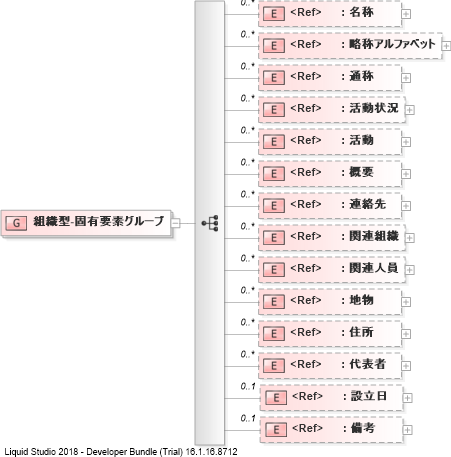 0..*
E <Ref> : 名称
0..*
E <Ref> : 略称アルファベット
0..*
E <Ref> : 通称
0..*
E <Ref> : 活動状況
0..*
E <Ref> : 活動
0..*
E <Ref> : 概要
0..*
E <Ref> : 連絡先
G 組織型-固有要素グループ
0..*
E <Ref> : 関連組織
0..*
E <Ref> : 関連人員
0..*
E <Ref> : 地物
0..*
E <Ref> : 住所
0..*
E <Ref> : 代表者
0..1
E <Ref> : 設立日
0..1
E <Ref> : 備考
Liquid Studio 2018 - Developer Bundle (Trial) 16.1.16.8712